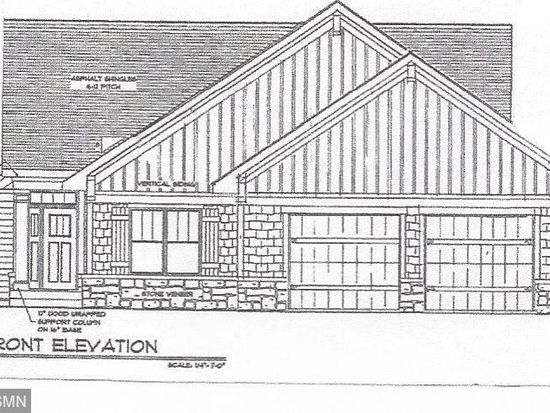 ASPHALT SHINGLES
6-12 PITCH
VERTICAL SIDING
STONE VENEER
12" WOOD WRAPPED
SUPPORT COLUMN
ON 16" BASE
RONT ELEVATION
SCALE: 1/4"=1'-0"
SMN